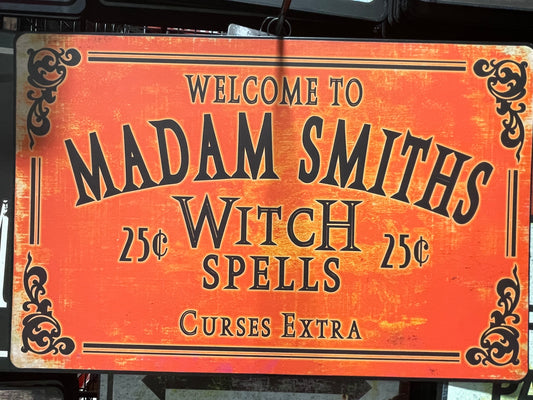 WELCOME TO
MADAM SMITHS
WITCH
25¢ 25¢
SPELLS
CURSES EXTRA